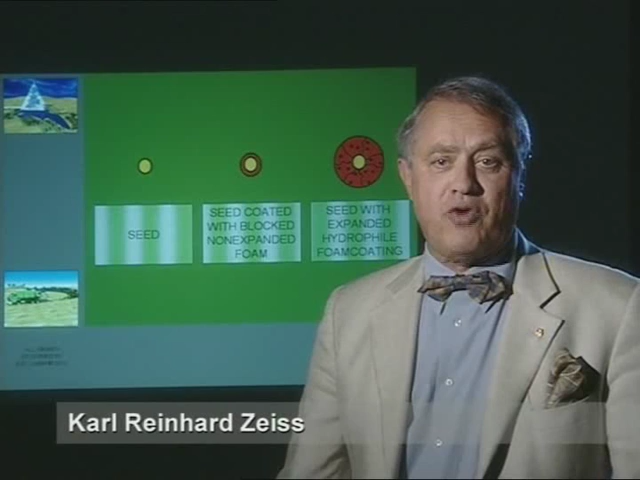 SEED
SEED COATED
WITH BLOCKED
NONEXPANDED
FOAM
SEED WITH
EXPANDED
HYDROPHILE
FOAMCOATING
Karl Reinhard Zeiss